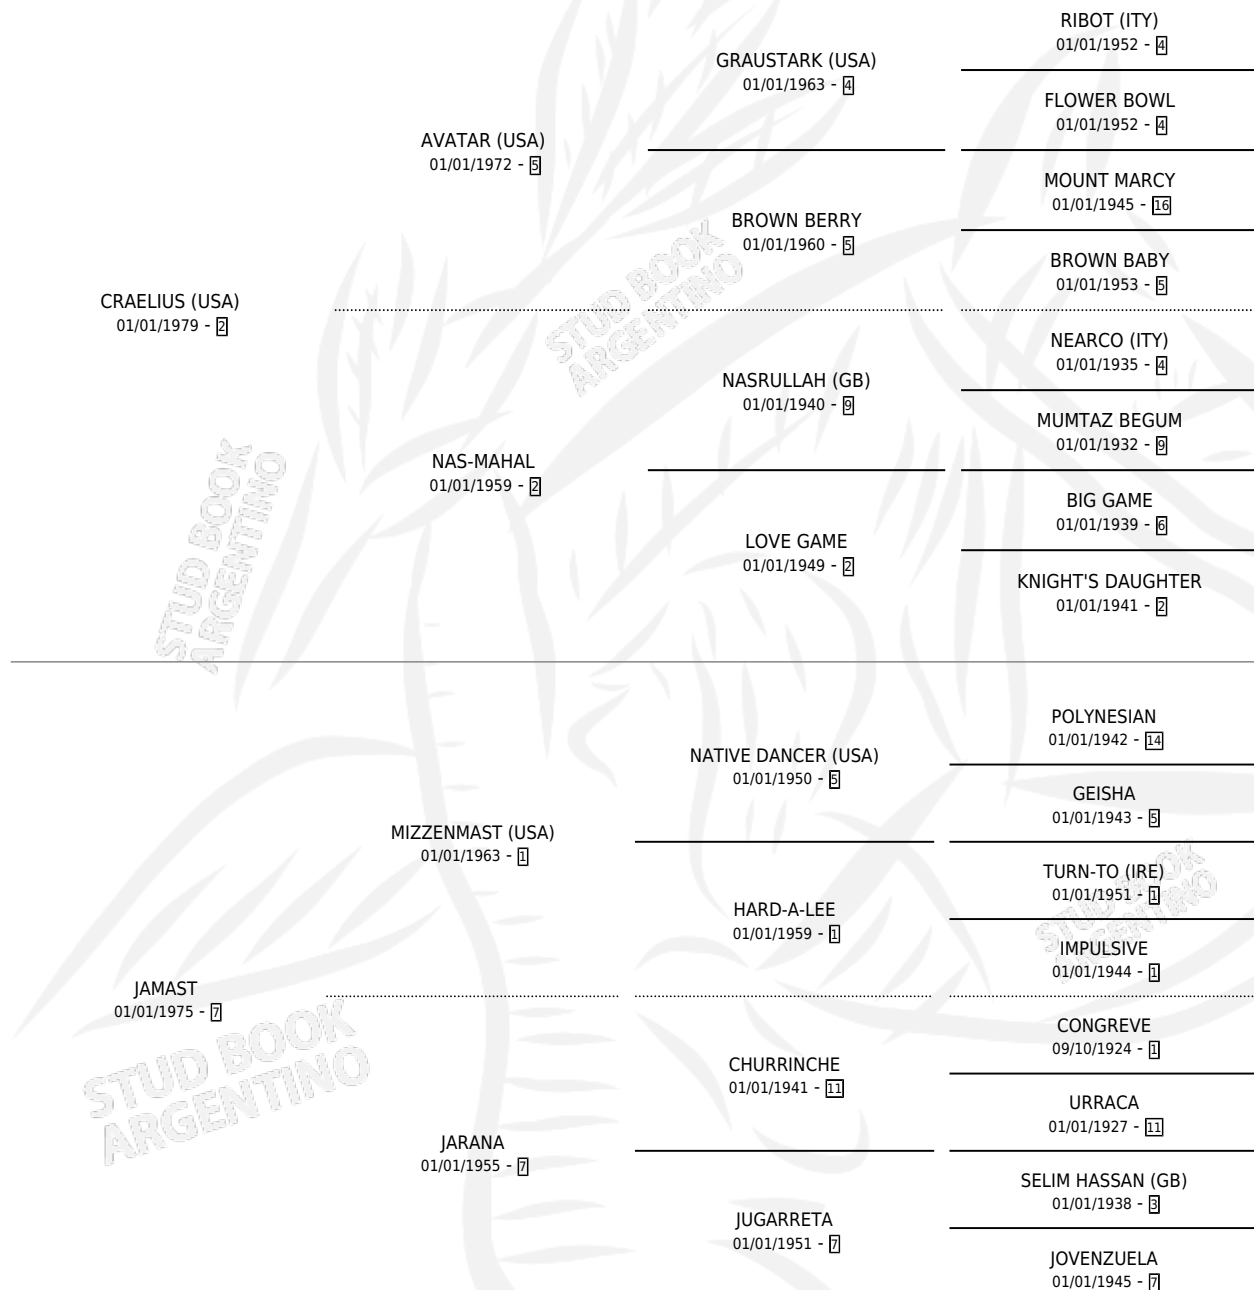 CRAELIUS (USA)
01/01/1979 - 2
AVATAR (USA)
01/01/1972 - 5
NAS-MAHAL
01/01/1959 - 2
GRAUSTARK (USA)
01/01/1963 - 4
BROWN BERRY
01/01/1960 - 5
NASRULLAH (GB)
01/01/1940 - 9
LOVE GAME
01/01/1949 - 2
RIBOT (ITY)
01/01/1952 - 4
FLOWER BOWL
01/01/1952 - 4
MOUNT MARCY
01/01/1945 - 16
BROWN BABY
01/01/1953 - 5
NEARCO (ITY)
01/01/1935 - 4
MUMTAZ BEGUM
01/01/1932 - 9
BIG GAME
01/01/1939 - 6
KNIGHT'S DAUGHTER
01/01/1941 - 2
JAMAST
01/01/1975 - 7
MIZZENMAST (USA)
01/01/1963 - 1
JARANA
01/01/1955 - 7
NATIVE DANCER (USA)
01/01/1950 - 5
HARD-A-LEE
01/01/1959 - 1
CHURRINCHE
01/01/1941 - 11
JUGARRETA
01/01/1951 - 7
POLYNESIAN
01/01/1942 - 14
GEISHA
01/01/1943 - 5
TURN-TO (IRE)
01/01/1951 - 1
IMPULSIVE
01/01/1944 - 1
CONGREVE
09/10/1924 - 1
URRACA
01/01/1927 - 11
SELIM HASSAN (GB)
01/01/1938 - 3
JOVENZUELA
01/01/1945 - 7
STUD BOOK
ARGENTINO
STUD BOOK
ARGENTINO
STUD BOOK
ARGENTINO
STUD BOOK
ARGENTINO